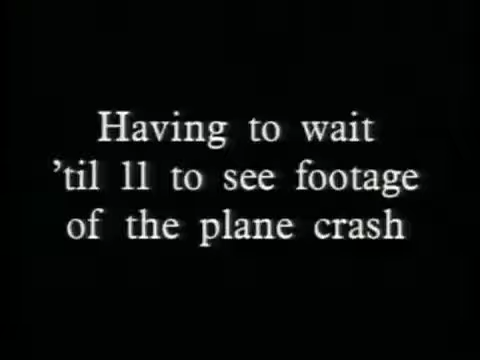 Having to wait
'til 11 to see footage
of the plane crash